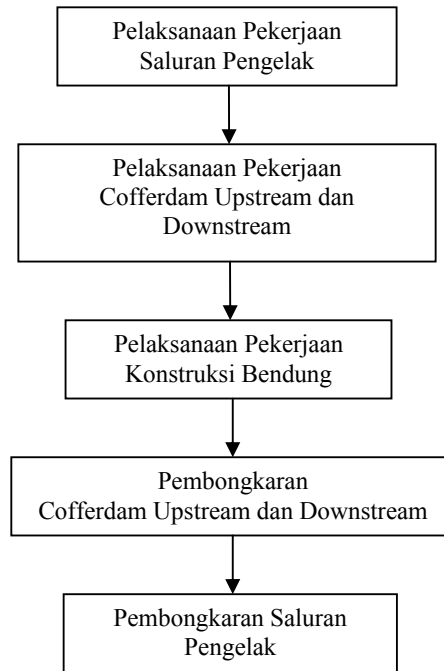 Pelaksanaan Pekerjaan
Saluran Pengelak
Pelaksanaan Pekerjaan
Cofferdam Upstream dan
Downstream
Pelaksanaan Pekerjaan
Konstruksi Bendung
Pembongkaran
Cofferdam Upstream dan Downstream
Pembongkaran Saluran
Pengelak